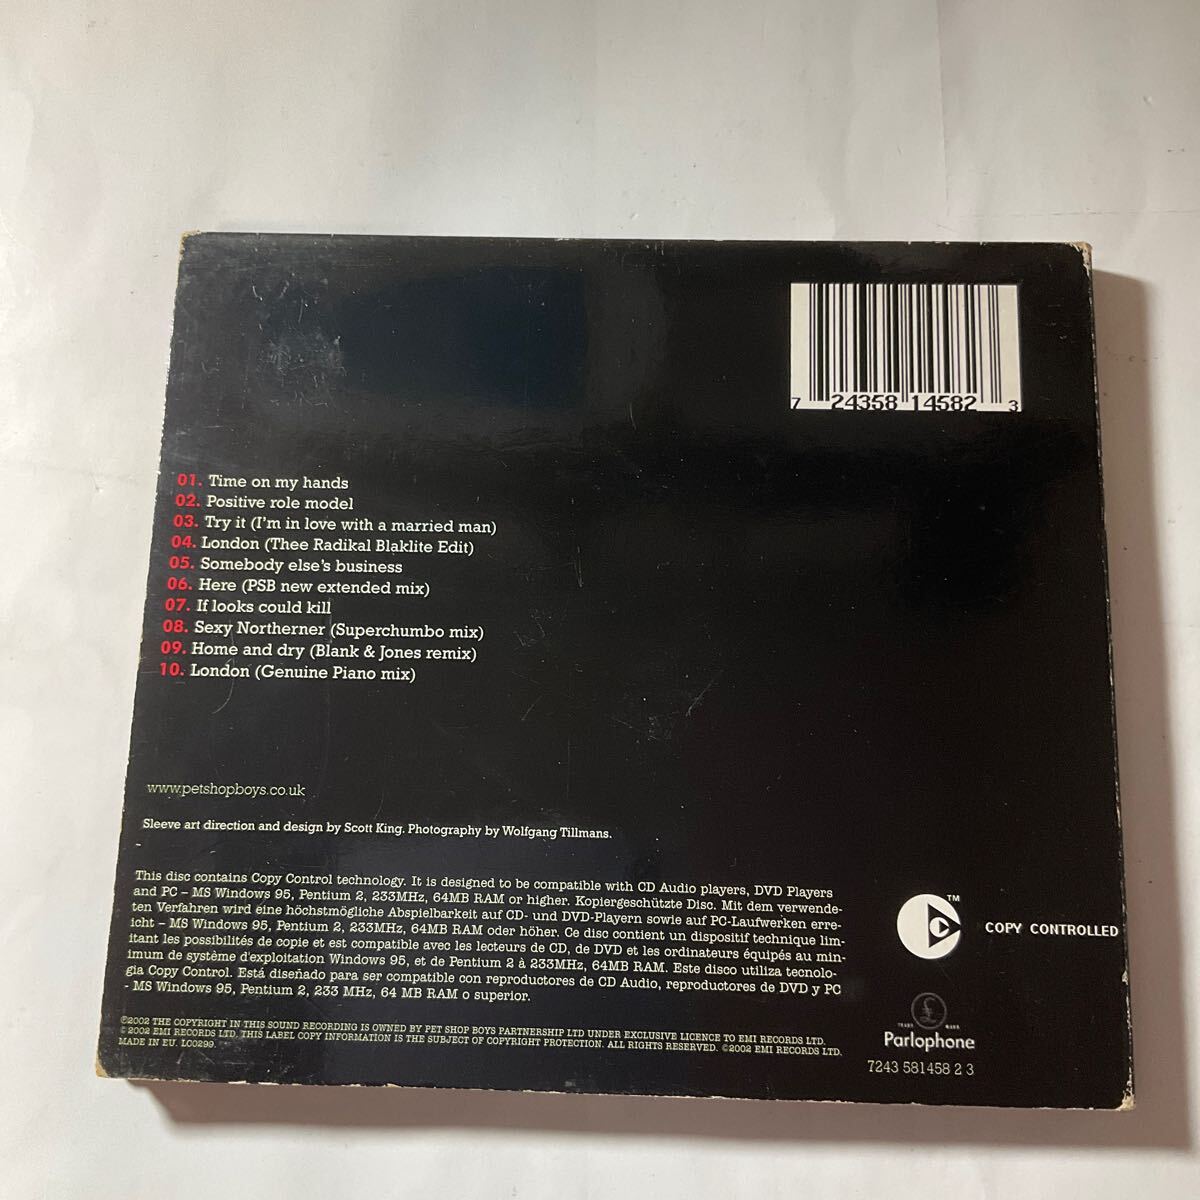 7 24358 14582 3
01. Time on my hands
02. Positive role model
03. Try it (I'm in love with a married man)
04. London (Thee Radikal Blaklite Edit)
05. Somebody else's business
06. Here (PSB new extended mix)
07. If looks could kill
08. Sexy Northerner (Superchumbo mix)
09. Home and dry (Blank & Jones remix)
10. London (Genuine Piano mix)
www.petshopboys.co.uk
Sleeve art direction and design by Scott King. Photography by Wolfgang Tillmans.
This disc contains Copy Control technology. It is designed to be compatible with CD Audio players, DVD Players
and PC – MS Windows 95, Pentium 2, 233MHz, 64MB RAM or higher. Kopiergeschützte Disc. Mit dem verwende-
ten Verfahren wird eine höchstmögliche Abspielbarkeit auf CD- und DVD-Playern sowie auf PC-Laufwerken erre-
icht – MS Windows 95, Pentium 2, 233MHz, 64MB RAM oder höher. Ce disc contient un dispositif technique lim-
itant les possibilités de copie et est compatible avec les lecteurs de CD, de DVD et les ordinateurs équipés au min-
imum de système d'exploitation Windows 95, et de Pentium 2 à 233MHz, 64MB RAM. Este disco utiliza tecnolo-
gia Copy Control. Está diseñado para ser compatible con reproductores de CD Audio, reproductores de DVD y PC
- MS Windows 95, Pentium 2, 233 MHz, 64 MB RAM o superior.
℗2002 THE COPYRIGHT IN THIS SOUND RECORDING IS OWNED BY PET SHOP BOYS PARTNERSHIP LTD UNDER EXCLUSIVE LICENCE TO EMI RECORDS LTD.
©2002 EMI RECORDS LTD. THIS LABEL COPY INFORMATION IS THE SUBJECT OF COPYRIGHT PROTECTION. ALL RIGHTS RESERVED. ©2002 EMI RECORDS LTD.
MADE IN EU. LC0299.
TM
COPY CONTROLLED
£
TRADE MARK
Parlophone
7243 581458 2 3